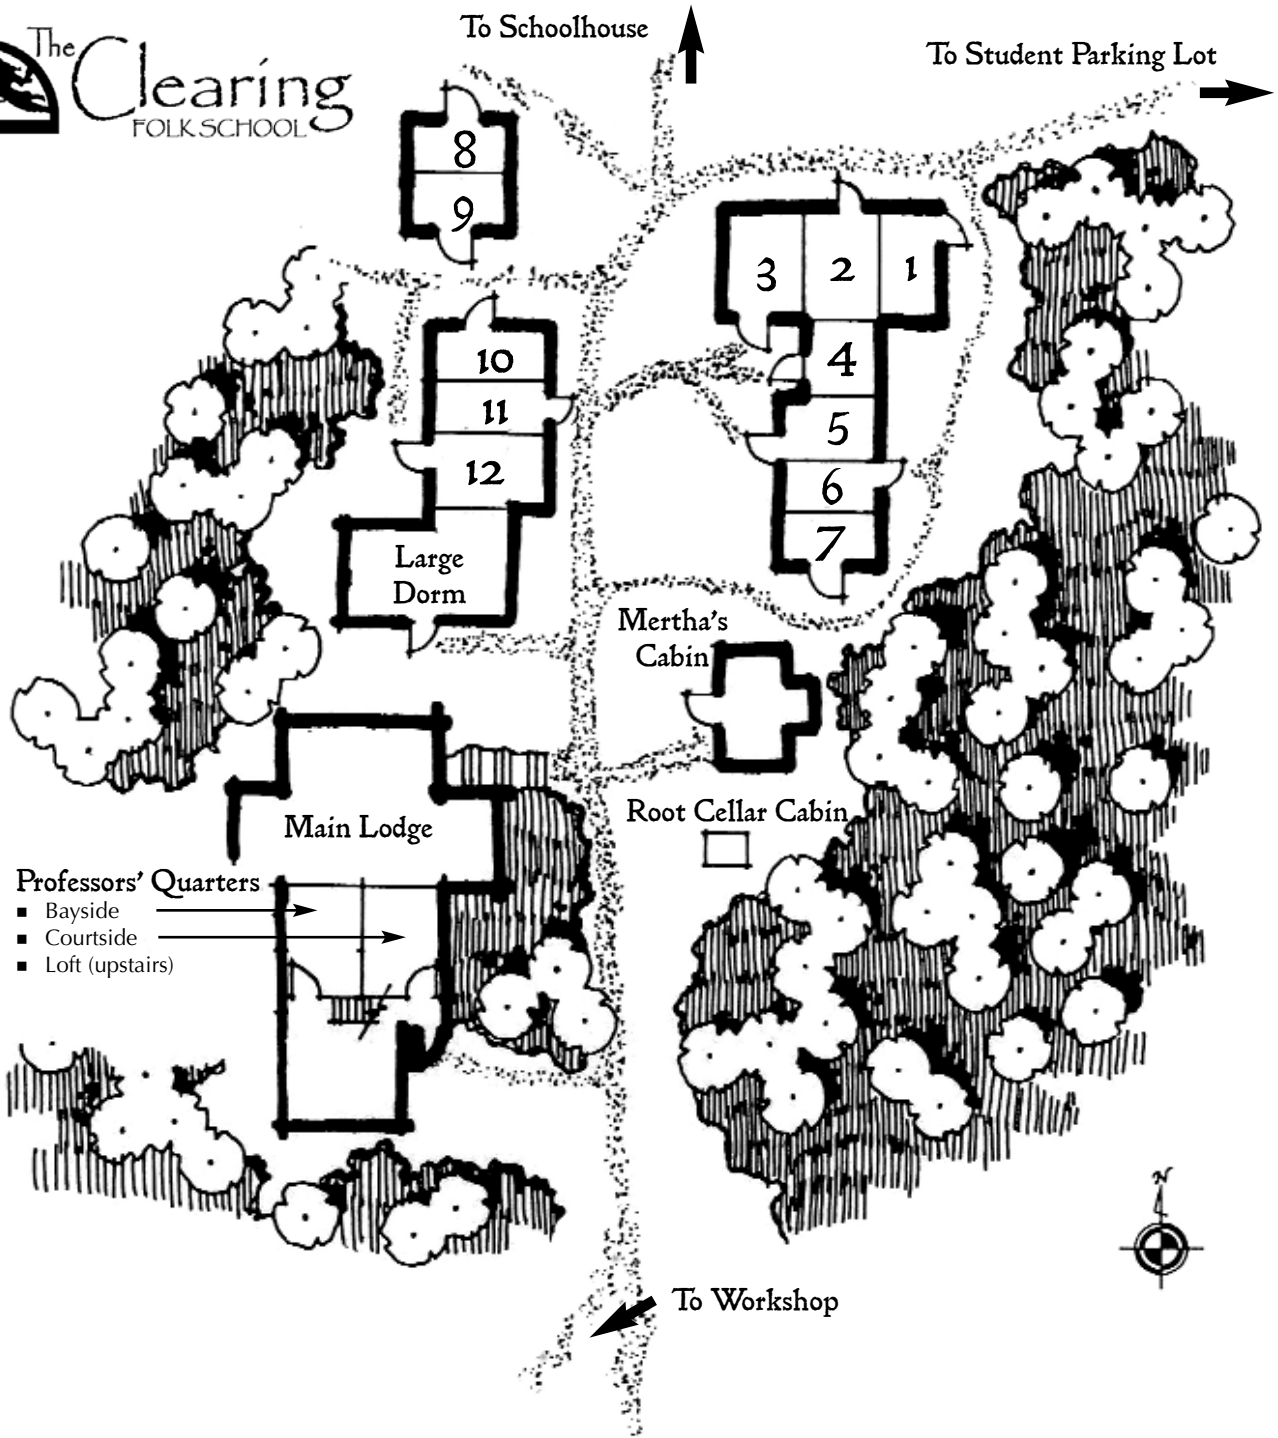 To Schoolhouse
To Student Parking Lot
The
Clearing
FOLK SCHOOL
8
9
3 2 1
4
5
6
7
10
11
12
Large
Dorm
Mertha's
Cabin
Main Lodge
Root Cellar Cabin
Professors' Quarters
▪ Bayside
▪ Courtside
▪ Loft (upstairs)
N
To Workshop